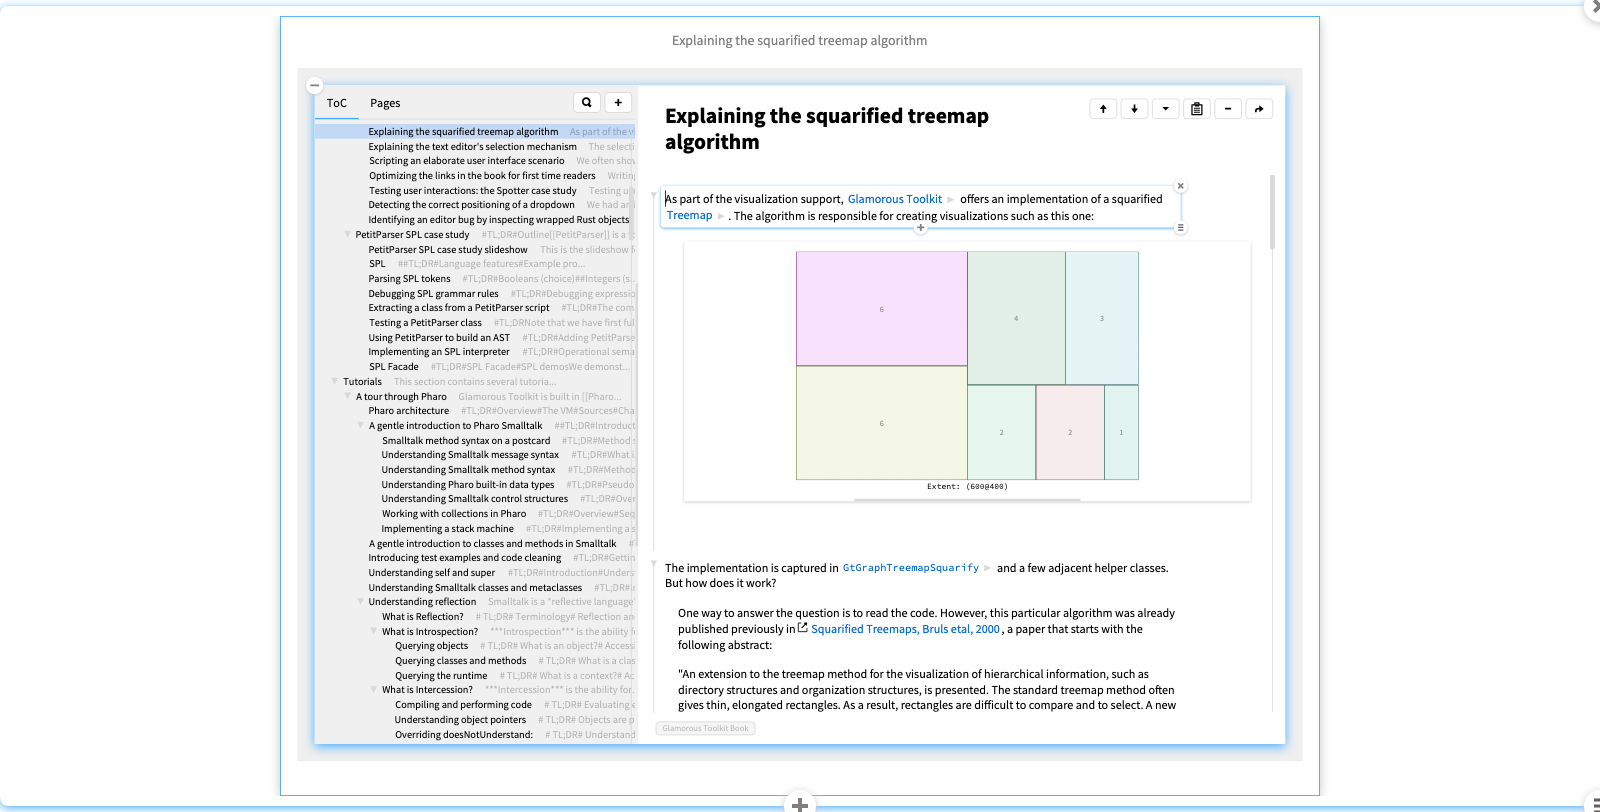 Explaining the squarified treemap algorithm
ToC Pages
Explaining the squarified treemap algorithm As part of the v
Explaining the text editor's selection mechanism The selecti
Scripting an elaborate user interface scenario We often show
Optimizing the links in the book for first time readers Writing
Testing user interactions: the Spotter case study Testing u
Detecting the correct positioning of a dropdown We had an
Identifying an editor bug by inspecting wrapped Rust objects
PetitParser SPL case study #TL;DR#Outline[[PetitParser]] is a
PetitParser SPL case study slideshow This is the slideshow f
SPL ##TL;DR#Language features#Example pro...
Parsing SPL tokens #TL;DR#Booleans (choice)##Integers (s...
Debugging SPL grammar rules #TL;DR#Debugging expressio
Extracting a class from a PetitParser script #TL;DR#The com
Testing a PetitParser class #TL;DRNote that we have first ful
Using PetitParser to build an AST #TL;DR#Adding PetitParse
Implementing an SPL interpreter #TL;DR#Operational sema
SPL Facade #TL;DR#SPL Facade#SPL demosWe demonst...
Tutorials This section contains several tutoria...
A tour through Pharo Glamorous Toolkit is built in [[Pharo...
Pharo architecture #TL;DR#Overview#The VM#Sources#Cha
A gentle introduction to Pharo Smalltalk ##TL;DR#Introduct
Smalltalk method syntax on a postcard #TL;DR#Method s
Understanding Smalltalk message syntax #TL;DR#What i
Understanding Smalltalk method syntax #TL;DR#Method
Understanding Pharo built-in data types #TL;DR#Pseudo
Understanding Smalltalk control structures #TL;DR#Over
Working with collections in Pharo #TL;DR#Overview#Seq
Implementing a stack machine #TL;DR#Implementing a s
A gentle introduction to classes and methods in Smalltalk #
Introducing test examples and code cleaning #TL;DR#Gettin
Understanding self and super #TL;DR#Introduction#Unders
Understanding Smalltalk classes and metaclasses #TL;DR#
Understanding reflection Smalltalk is a *reflective language*
What is Reflection? # TL;DR# Terminology# Reflection an
What is Introspection? ***Introspection*** is the ability f
Querying objects # TL;DR# What is an object?# Access
Querying classes and methods # TL;DR# What is a clas
Querying the runtime # TL;DR# What is a context?# Ac
What is Intercession? ***Intercession*** is the ability for...
Compiling and performing code # TL;DR# Evaluating e
Understanding object pointers # TL;DR# Objects are p
Overriding doesNotUnderstand: # TL;DR# Understand
Explaining the squarified treemap
algorithm
As part of the visualization support, Glamorous Toolkit offers an implementation of a squarified
Treemap . The algorithm is responsible for creating visualizations such as this one:
6 4 3
6 2 2 1
Extent: (600@400)
The implementation is captured in GtGraphTreemapSquarify and a few adjacent helper classes.
But how does it work?
One way to answer the question is to read the code. However, this particular algorithm was already
published previously in Squarified Treemaps, Bruls etal, 2000 , a paper that starts with the
following abstract:
"An extension to the treemap method for the visualization of hierarchical information, such as
directory structures and organization structures, is presented. The standard treemap method often
gives thin, elongated rectangles. As a result, rectangles are difficult to compare and to select. A new
Glamorous Toolkit Book